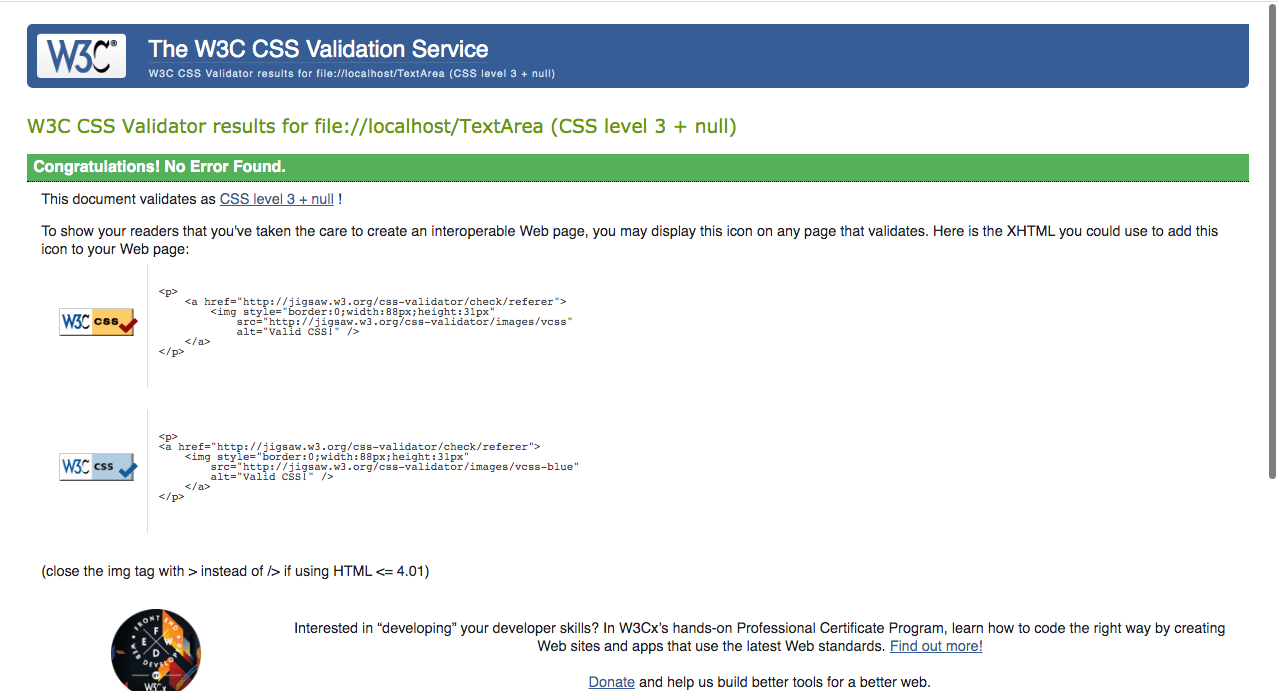 W3C®
The W3C CSS Validation Service
W3C CSS Validator results for file://localhost/TextArea (CSS level 3 + null)
W3C CSS Validator results for file://localhost/TextArea (CSS level 3 + null)
Congratulations! No Error Found.
This document validates as CSS level 3 + null !
To show your readers that you've taken the care to create an interoperable Web page, you may display this icon on any page that validates. Here is the XHTML you could use to add this
icon to your Web page:
W3C css
<p>
<a href="http://jigsaw.w3.org/css-validator/check/referer">
<img style="border:0;width:88px;height:31px"
src="http://jigsaw.w3.org/css-validator/images/vcss"
alt="Valid CSS!" />
</a>
</p>
W3C css
<p>
<a href="http://jigsaw.w3.org/css-validator/check/referer">
<img style="border:0;width:88px;height:31px"
src="http://jigsaw.w3.org/css-validator/images/vcss-blue"
alt="Valid CSS!" />
</a>
</p>
(close the img tag with > instead of /> if using HTML <= 4.01)
FRONT END
F
E W
D
WEB DEVELOPER
W3Cx
Interested in “developing” your developer skills? In W3Cx’s hands-on Professional Certificate Program, learn how to code the right way by creating
Web sites and apps that use the latest Web standards. Find out more!
Donate and help us build better tools for a better web.